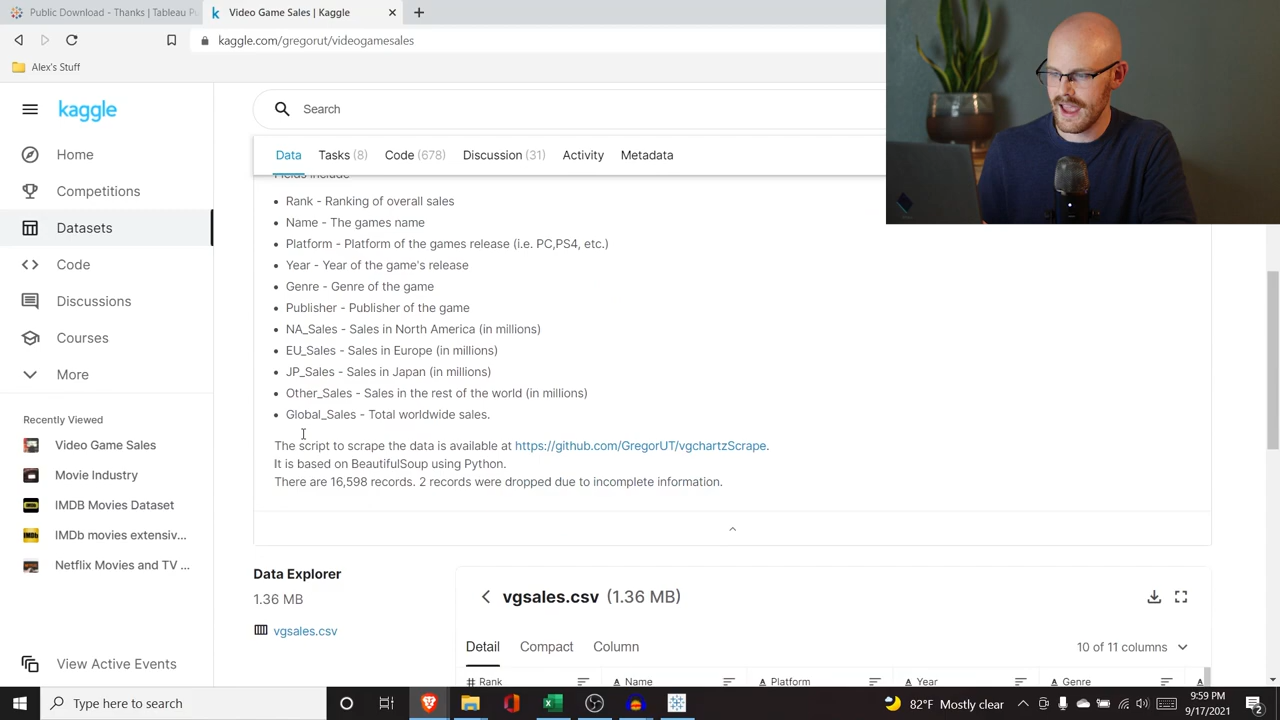 Public Download - Thanks | Tableau P
Video Game Sales | Kaggle
kaggle.com/gregorut/videogamesales
Alex's Stuff
kaggle
Search
Data
Tasks (8)
Code (678)
Discussion (31)
Activity
Metadata
Home
Competitions
Datasets
Code
Discussions
Courses
More
Recently Viewed
Video Game Sales
Movie Industry
IMDB Movies Dataset
IMDb movies extensiv...
Netflix Movies and TV ...
View Active Events
Fields include
Rank - Ranking of overall sales
Name - The games name
Platform - Platform of the games release (i.e. PC,PS4, etc.)
Year - Year of the game's release
Genre - Genre of the game
Publisher - Publisher of the game
NA_Sales - Sales in North America (in millions)
EU_Sales - Sales in Europe (in millions)
JP_Sales - Sales in Japan (in millions)
Other_Sales - Sales in the rest of the world (in millions)
Global_Sales - Total worldwide sales.
The script to scrape the data is available at https://github.com/GregorUT/vgchartzScrape.
It is based on BeautifulSoup using Python.
There are 16,598 records. 2 records were dropped due to incomplete information.
Data Explorer
1.36 MB
vgsales.csv
vgsales.csv (1.36 MB)
Detail
Compact
Column
10 of 11 columns
# Rank
A Name
A Platform
A Year
A Genre
A
Type here to search
82°F Mostly clear
9:59 PM
9/17/2021
2